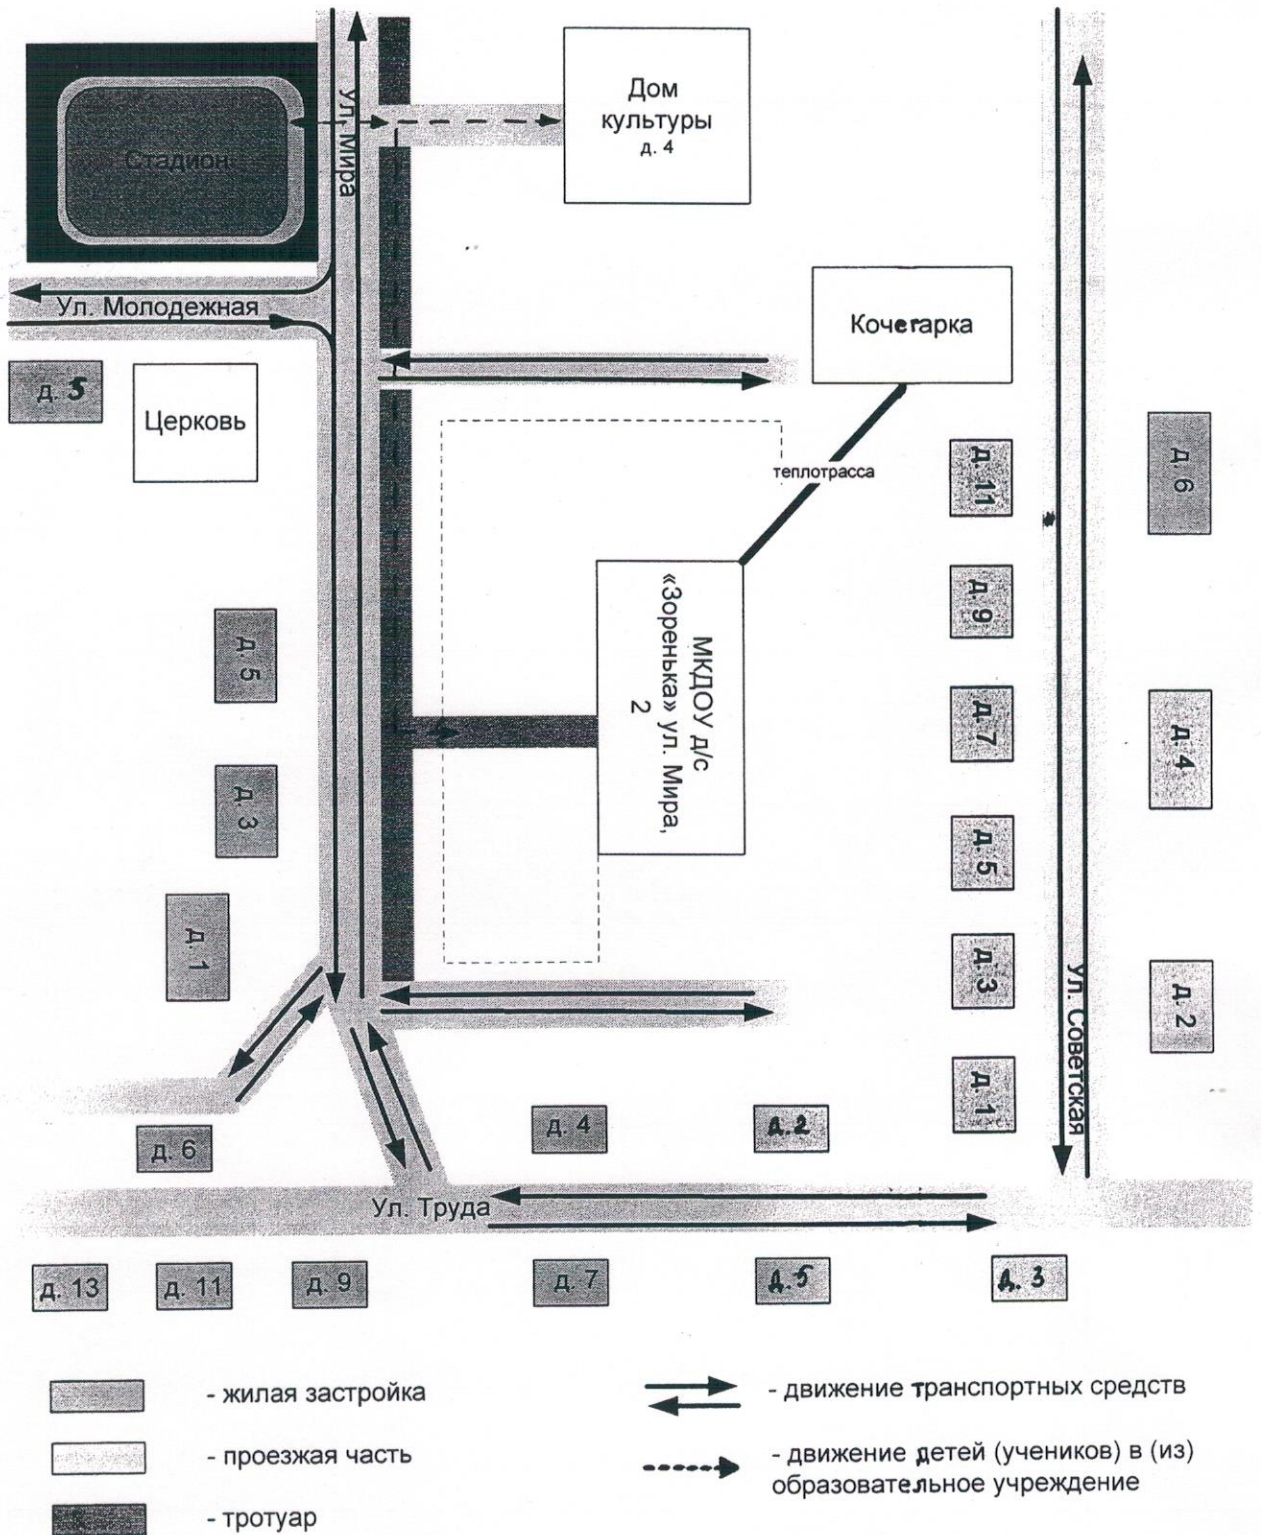 Дом
культуры
д. 4
ул. Мира
Стадион
Ул. Молодежная
Кочегарка
д. 5
Церковь
теплотрасса
д. 11
д. 6
д. 9
д. 5
МКДОУ д/с
«Зоренька» ул. Мира,
2
д. 7
д. 4
д. 3
д. 5
д. 1
д. 3
д. 2
Ул. Советская
д. 1
д. 6
д. 4
д. 2
Ул. Труда
д. 13
д. 11
д. 9
д. 7
д. 5
д. 3
- жилая застройка
- проезжая часть
- тротуар
- движение транспортных средств
- движение детей (учеников) в (из)
образовательное учреждение